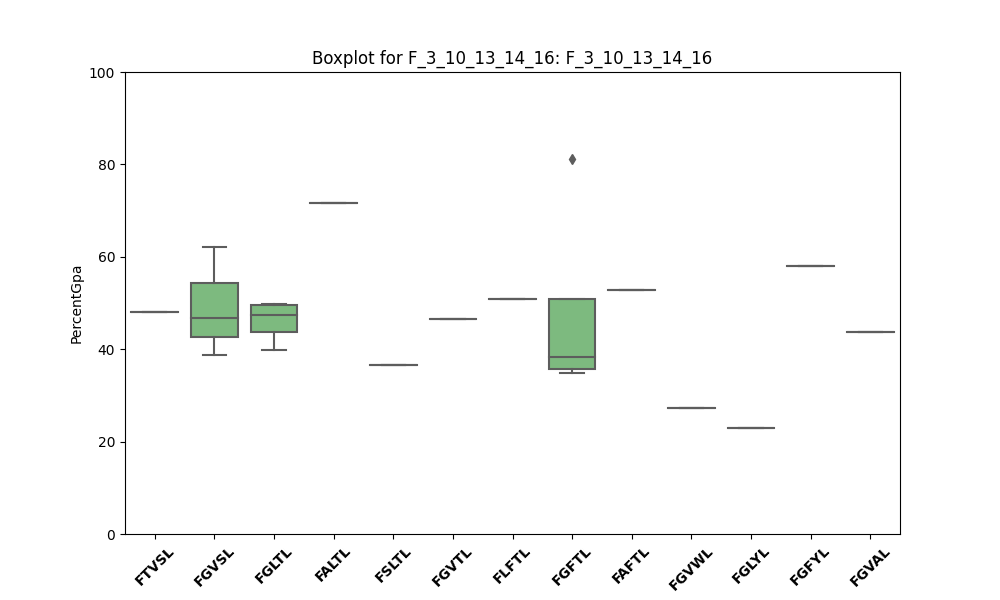 Boxplot for F_3_10_13_14_16: F_3_10_13_14_16
PercentGpa
100
80
60
40
20
0
FTVSL
FGVSL
FGLTL
FALTL
FSLTL
FGVTL
FLFTL
FGFTL
FAFTL
FGVWL
FGLYL
FGFYL
FGVAL